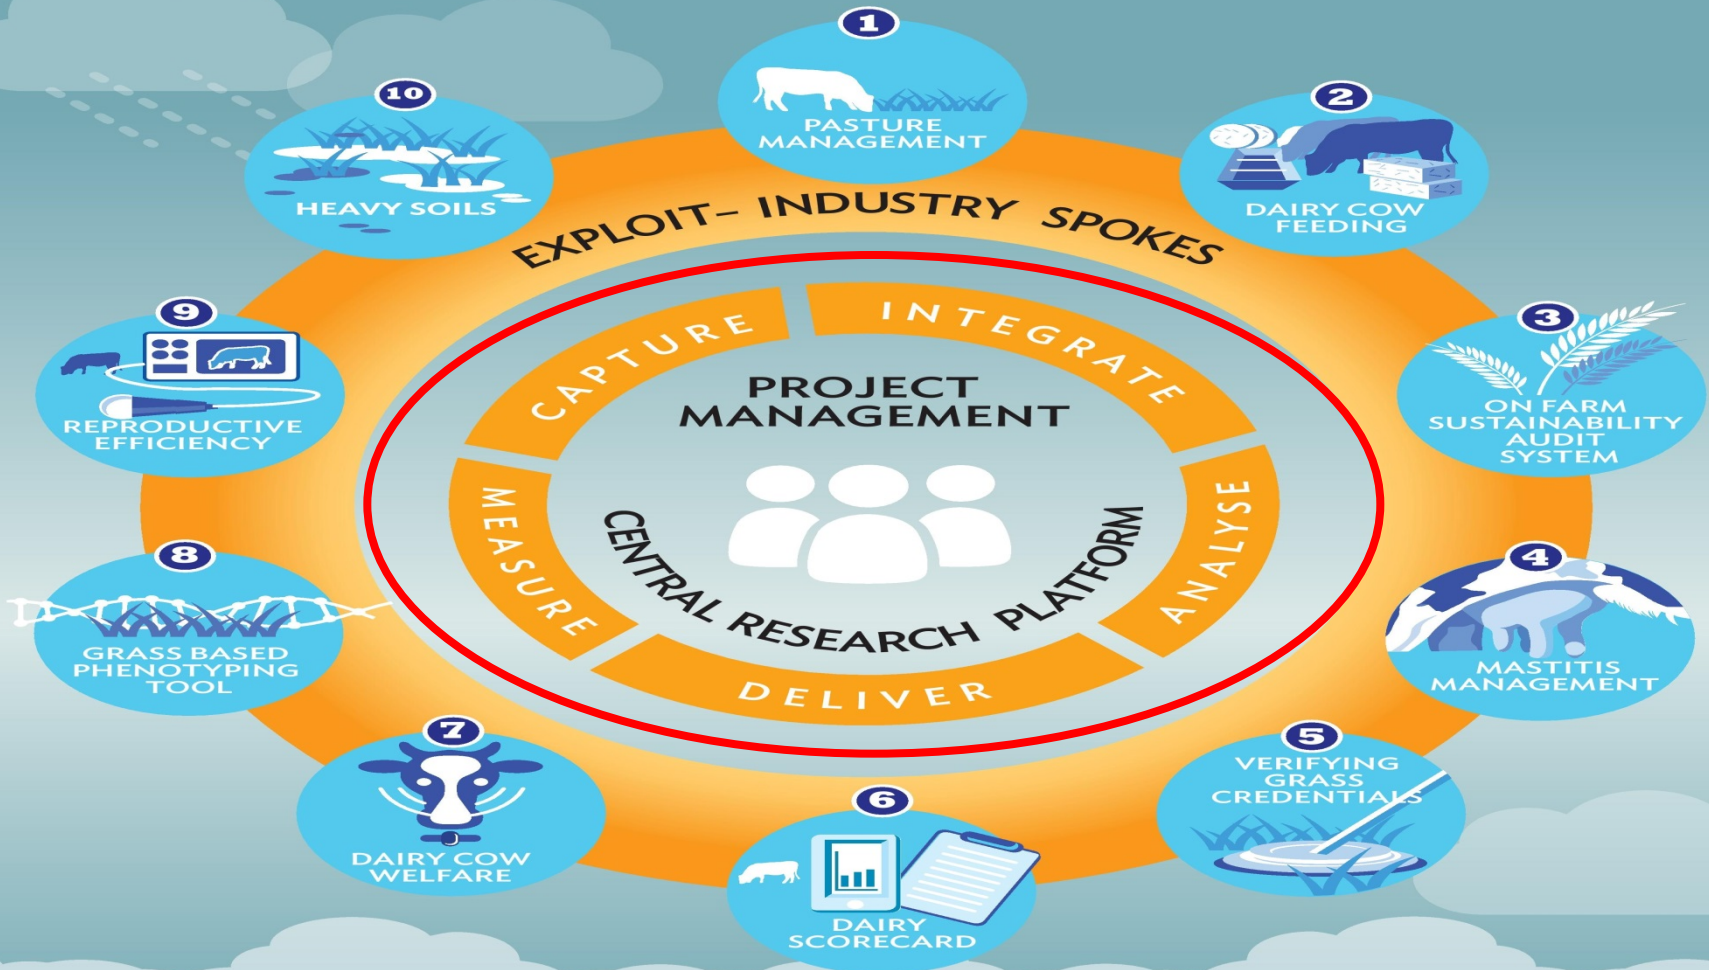 1
PASTURE
MANAGEMENT
2
DAIRY COW
FEEDING
3
ON FARM
SUSTAINABILITY
AUDIT
SYSTEM
4
MASTITIS
MANAGEMENT
5
VERIFYING
GRASS
CREDENTIALS
6
DAIRY
SCORECARD
7
DAIRY COW
WELFARE
8
GRASS BASED
PHENOTYPING
TOOL
9
REPRODUCTIVE
EFFICIENCY
10
HEAVY SOILS
EXPLOIT– INDUSTRY SPOKES
CAPTURE
INTEGRATE
ANALYSE
DELIVER
MEASURE
PROJECT
MANAGEMENT
CENTRAL RESEARCH PLATFORM